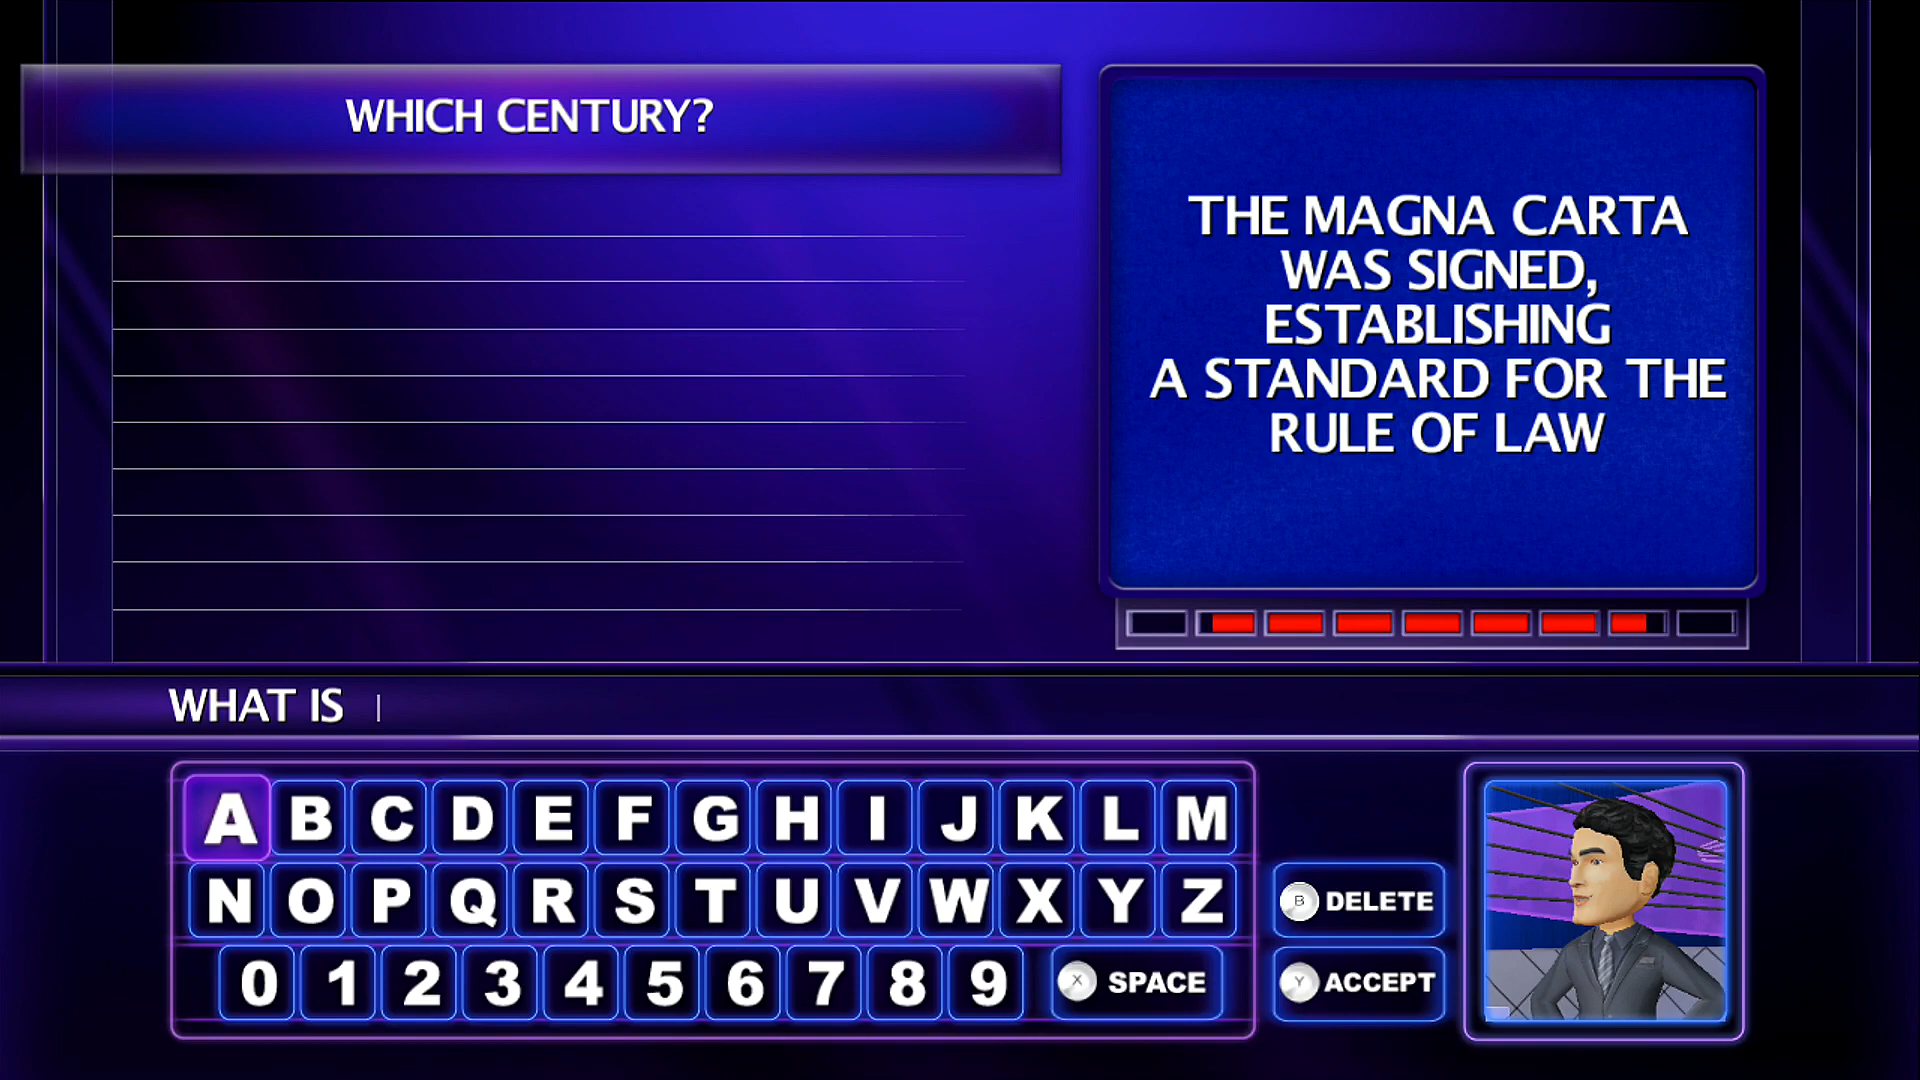 WHICH CENTURY?
THE MAGNA CARTA
WAS SIGNED,
ESTABLISHING
A STANDARD FOR THE
RULE OF LAW
WHAT IS
A B C D E F G H I J K L M
N O P Q R S T U V W X Y Z
B DELETE
0 1 2 3 4 5 6 7 8 9
X SPACE
Y ACCEPT